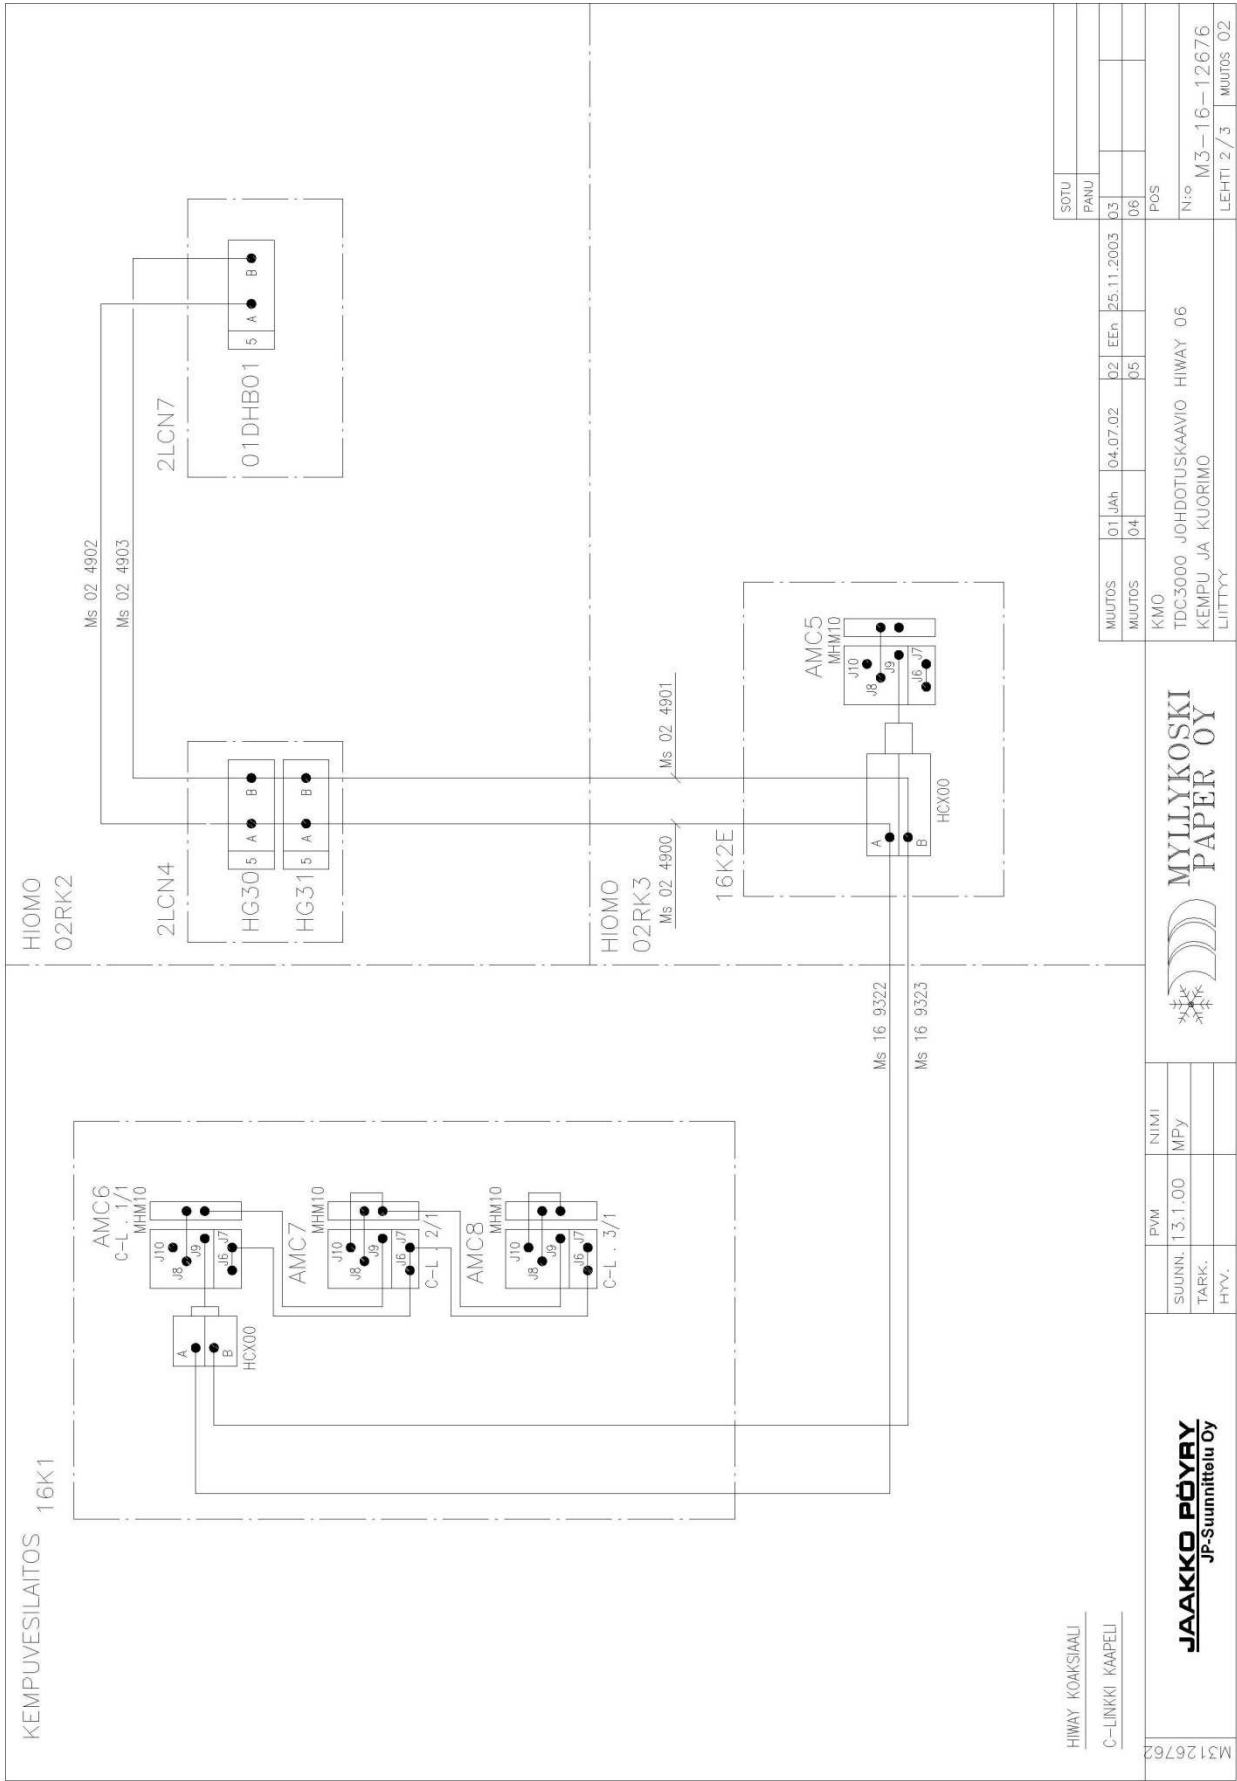 KEMPUVESILAITOS
16K1
AMC6
C-L . 1/1
MHM10
J10
J8
J9
J6
J7
A
B
HCX00
AMC7
MHM10
J10
J8
J9
J6
J7
C-L . 2/1
AMC8
MHM10
J10
J8
J9
J6
J7
C-L . 3/1
HIOMO
02RK2
2LCN4
HG30
5
A
B
HG31
5
A
B
Ms 02 4902
Ms 02 4903
2LCN7
01DHB01
5
A
B
HIOMO
02RK3
Ms 02 4900
Ms 02 4901
16K2E
AMC5
MHM10
J10
J8
J9
J6
J7
A
B
HCX00
Ms 16 9322
Ms 16 9323
HIWAY KOAKSIAALI
C-LINKKI KAAPELI
SOTU
PANU
MUUTOS 01 JAh 04.07.02 02 EEn 25.11.2003 03
MUUTOS 04 05 06
M3126762
JAAKKO PÖYRY
JP-Suunnittelu Oy
PVM NIMI
SUUNN. 13.11.00 MPy
TARK.
HYV.
MYLLYKOSKI
PAPER OY
KMO
TDC3000 JOHDOTUSKAAVIO HIWAY 06
KEMPU JA KUORIMO
LIITTYY
POS
N:o M3-16-12676
LEHTI 2/3 MUUTOS 02